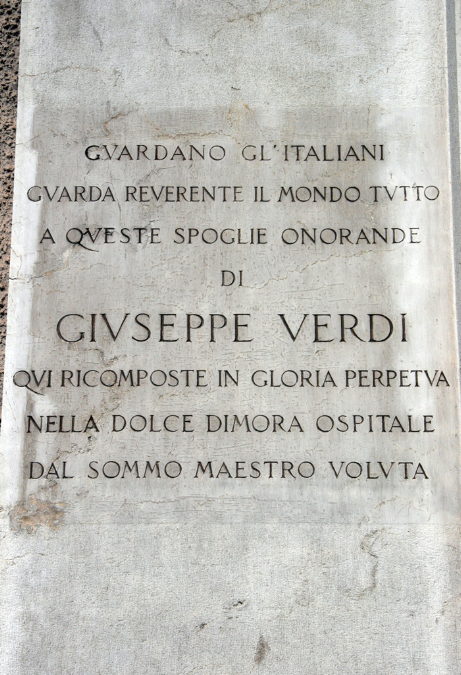 GVARDANO GL'ITALIANI
GVARDA REVERENTE IL MONDO TVTTO
A QVESTE SPOGLIE ONORANDE
DI
GIVSEPPE VERDI
QVI RICOMPOSTE IN GLORIA PERPETVA
NELLA DOLCE DIMORA OSPITALE
DAL SOMMO MAESTRO VOLVTA